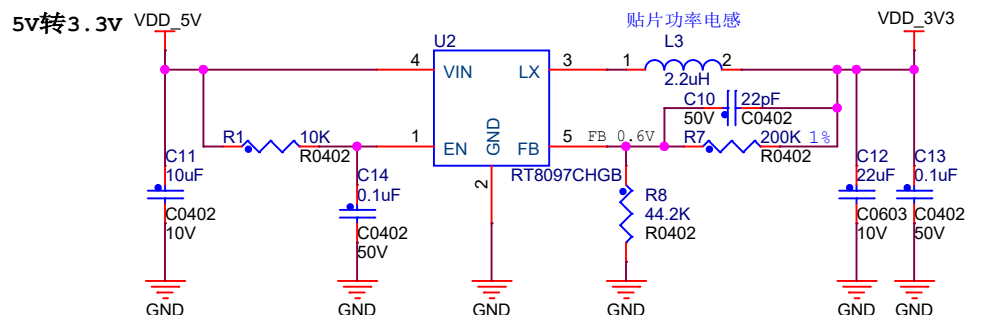 5V转3.3V
VDD_5V
贴片功率电感
VDD_3V3
U2
L3
4
VIN
LX
3
1
2
2.2uH
C10
22pF
50V
C0402
R1
10K
R0402
1
EN
GND
FB
5
FB 0.6V
R7
200K
1%
R0402
RT8097CHGB
2
C11
10uF
C0402
10V
C14
0.1uF
C0402
50V
R8
44.2K
R0402
C12
22uF
C0603
10V
C13
0.1uF
C0402
50V
GND
GND
GND
GND
GND
GND